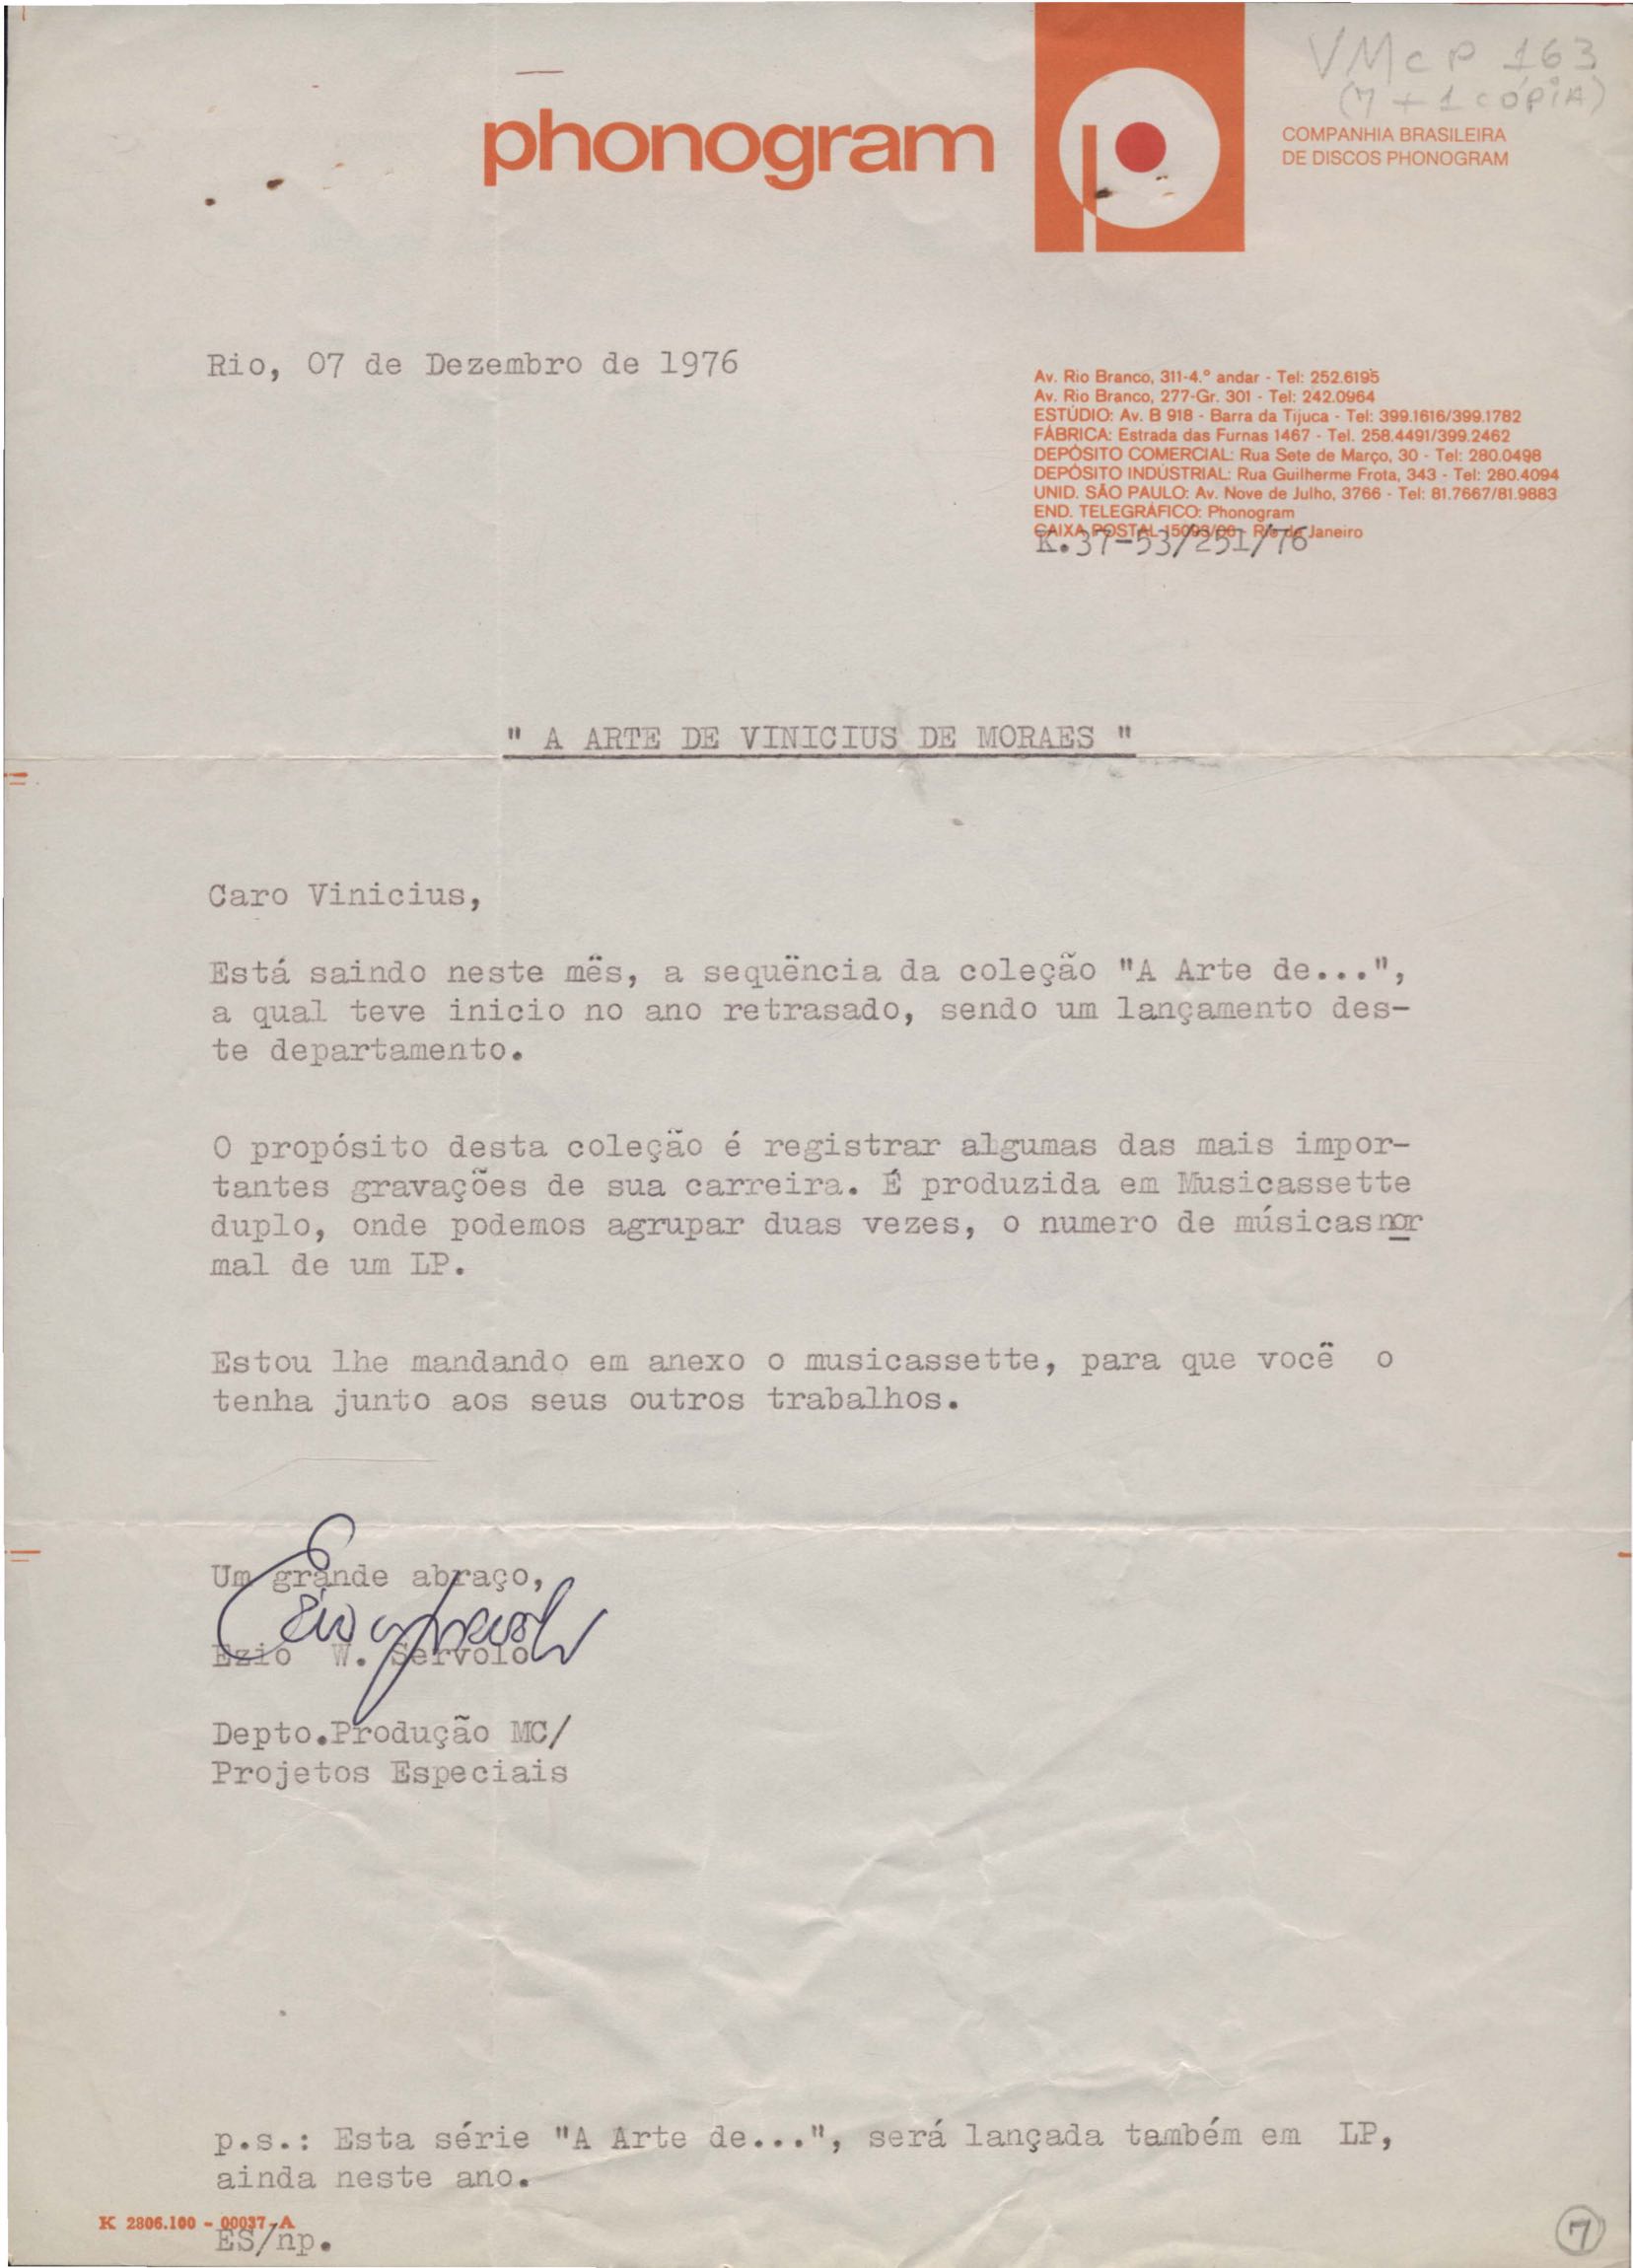 VMcP 163
(7 + 1 CÓPIA)
phonogram
COMPANHIA BRASILEIRA
DE DISCOS PHONOGRAM
Rio, 07 de Dezembro de 1976
Av. Rio Branco, 311-4.º andar - Tel: 252.6195
Av. Rio Branco, 277-Gr. 301 - Tel: 242.0964
ESTÚDIO: Av. B 918 - Barra da Tijuca - Tel: 399.1616/399.1782
FÁBRICA: Estrada das Furnas 1467 - Tel. 258.4491/399.2462
DEPÓSITO COMERCIAL: Rua Sete de Março, 30 - Tel: 280.0498
DEPÓSITO INDÚSTRIAL: Rua Guilherme Frota, 343 - Tel: 280.4094
UNID. SÃO PAULO: Av. Nove de Julho, 3766 - Tel: 81.7667/81.9883
END. TELEGRÁFICO: Phonogram
CAIXA POSTAL Rio de Janeiro
K.37-53/251/76
" A ARTE DE VINICIUS DE MORAES "
Caro Vinicius,
Está saindo neste mës, a sequëncia da coleção "A Arte de...",
a qual teve inicio no ano retrasado, sendo um lançamento des-
te departamento.
O propósito desta coleção é registrar algumas das mais impor-
tantes gravações de sua carreira. É produzida em Musicassette
duplo, onde podemos agrupar duas vezes, o numero de músicas nor
mal de um LP.
Estou lhe mandando em anexo o musicassette, para que você o
tenha junto aos seus outros trabalhos.
Um grande abraço,
Ezio W. Servolo
Depto.Produção MC/
Projetos Especiais
p.s.: Esta série "A Arte de...", será lançada também em LP,
ainda neste ano.
K 2806.100 - 00037-A
ES/np.
7